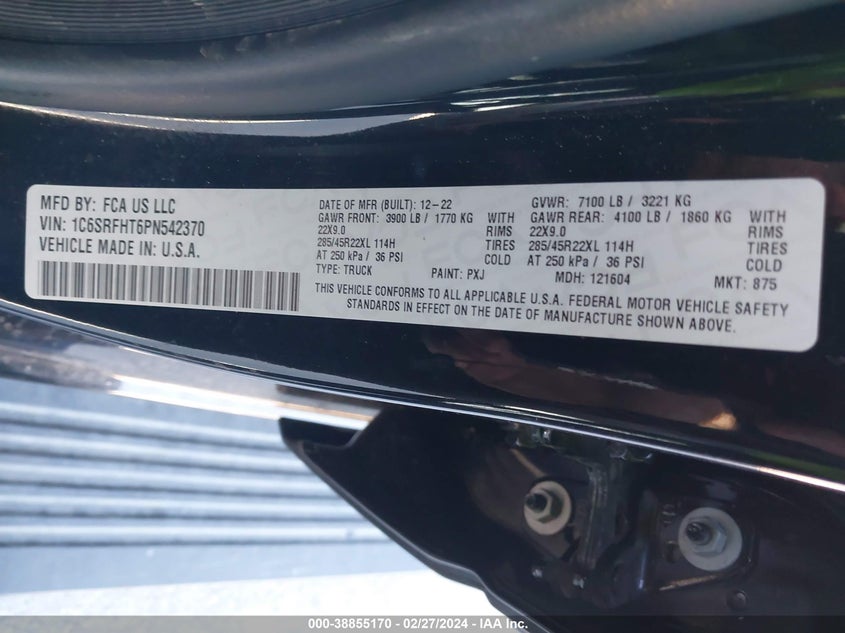 MFD BY: FCA US LLC
VIN: 1C6SRFHT6PN542370
VEHICLE MADE IN U.S.A.
DATE OF MFR (BUILT): 12-22 GVWR: 7100 LB / 3221 KG
GAWR FRONT: 3900 LB / 1770 KG GAWR REAR: 4100 LB / 1860 KG
22X9.0 RIMS 22X9.0 RIMS
285/45R22XL 114H TIRES 285/45R22XL 114H TIRES
AT 250 kPa / 36 PSI COLD AT 250 kPa / 36 PSI COLD
TYPE: TRUCK PAINT: PXJ MDH: 121604 MKT: 875
THIS VEHICLE CONFORMS TO ALL APPLICABLE U.S.A. FEDERAL MOTOR VEHICLE SAFETY
STANDARDS IN EFFECT ON THE DATE OF MANUFACTURE SHOWN ABOVE.
000-38855170 - 02/27/2024 - IAA Inc.